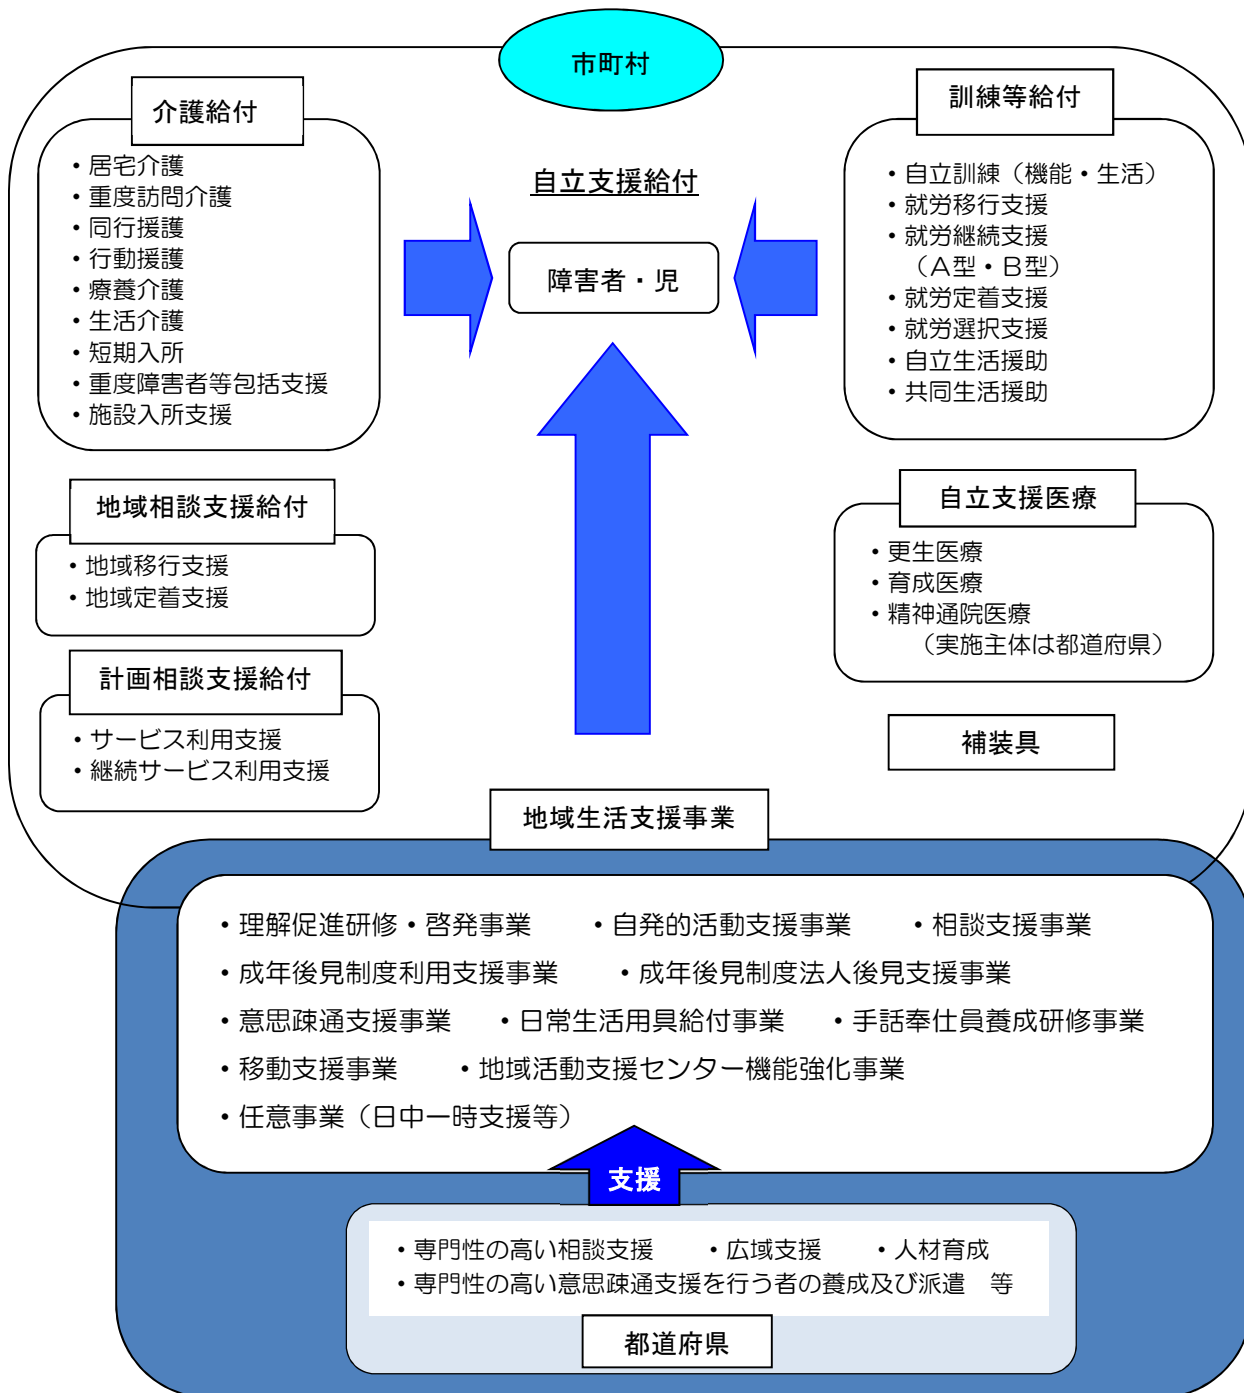 市町村
介護給付
・居宅介護
・重度訪問介護
・同行援護
・行動援護
・療養介護
・生活介護
・短期入所
・重度障害者等包括支援
・施設入所支援
自立支援給付
障害者・児
訓練等給付
・自立訓練（機能・生活）
・就労移行支援
・就労継続支援
（Ａ型・Ｂ型）
・就労定着支援
・就労選択支援
・自立生活援助
・共同生活援助
地域相談支援給付
・地域移行支援
・地域定着支援
自立支援医療
・更生医療
・育成医療
・精神通院医療
（実施主体は都道府県）
計画相談支援給付
・サービス利用支援
・継続サービス利用支援
補装具
地域生活支援事業
・理解促進研修・啓発事業　・自発的活動支援事業　・相談支援事業
・成年後見制度利用支援事業　・成年後見制度法人後見支援事業
・意思疎通支援事業　・日常生活用具給付事業　・手話奉仕員養成研修事業
・移動支援事業　・地域活動支援センター機能強化事業
・任意事業（日中一時支援等）
支援
・専門性の高い相談支援　・広域支援　・人材育成
・専門性の高い意思疎通支援を行う者の養成及び派遣　等
都道府県